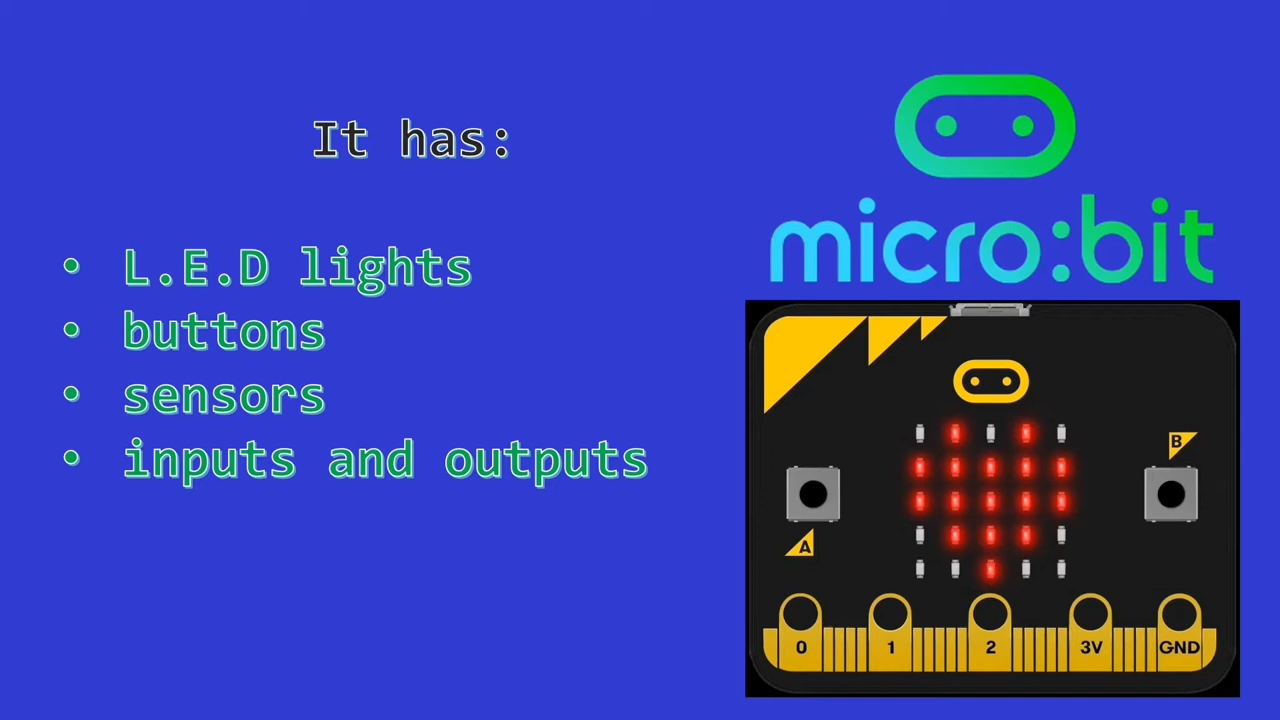 It has:
• L.E.D lights
• buttons
• sensors
• inputs and outputs
micro:bit
B
A
0 1 2 3V GND